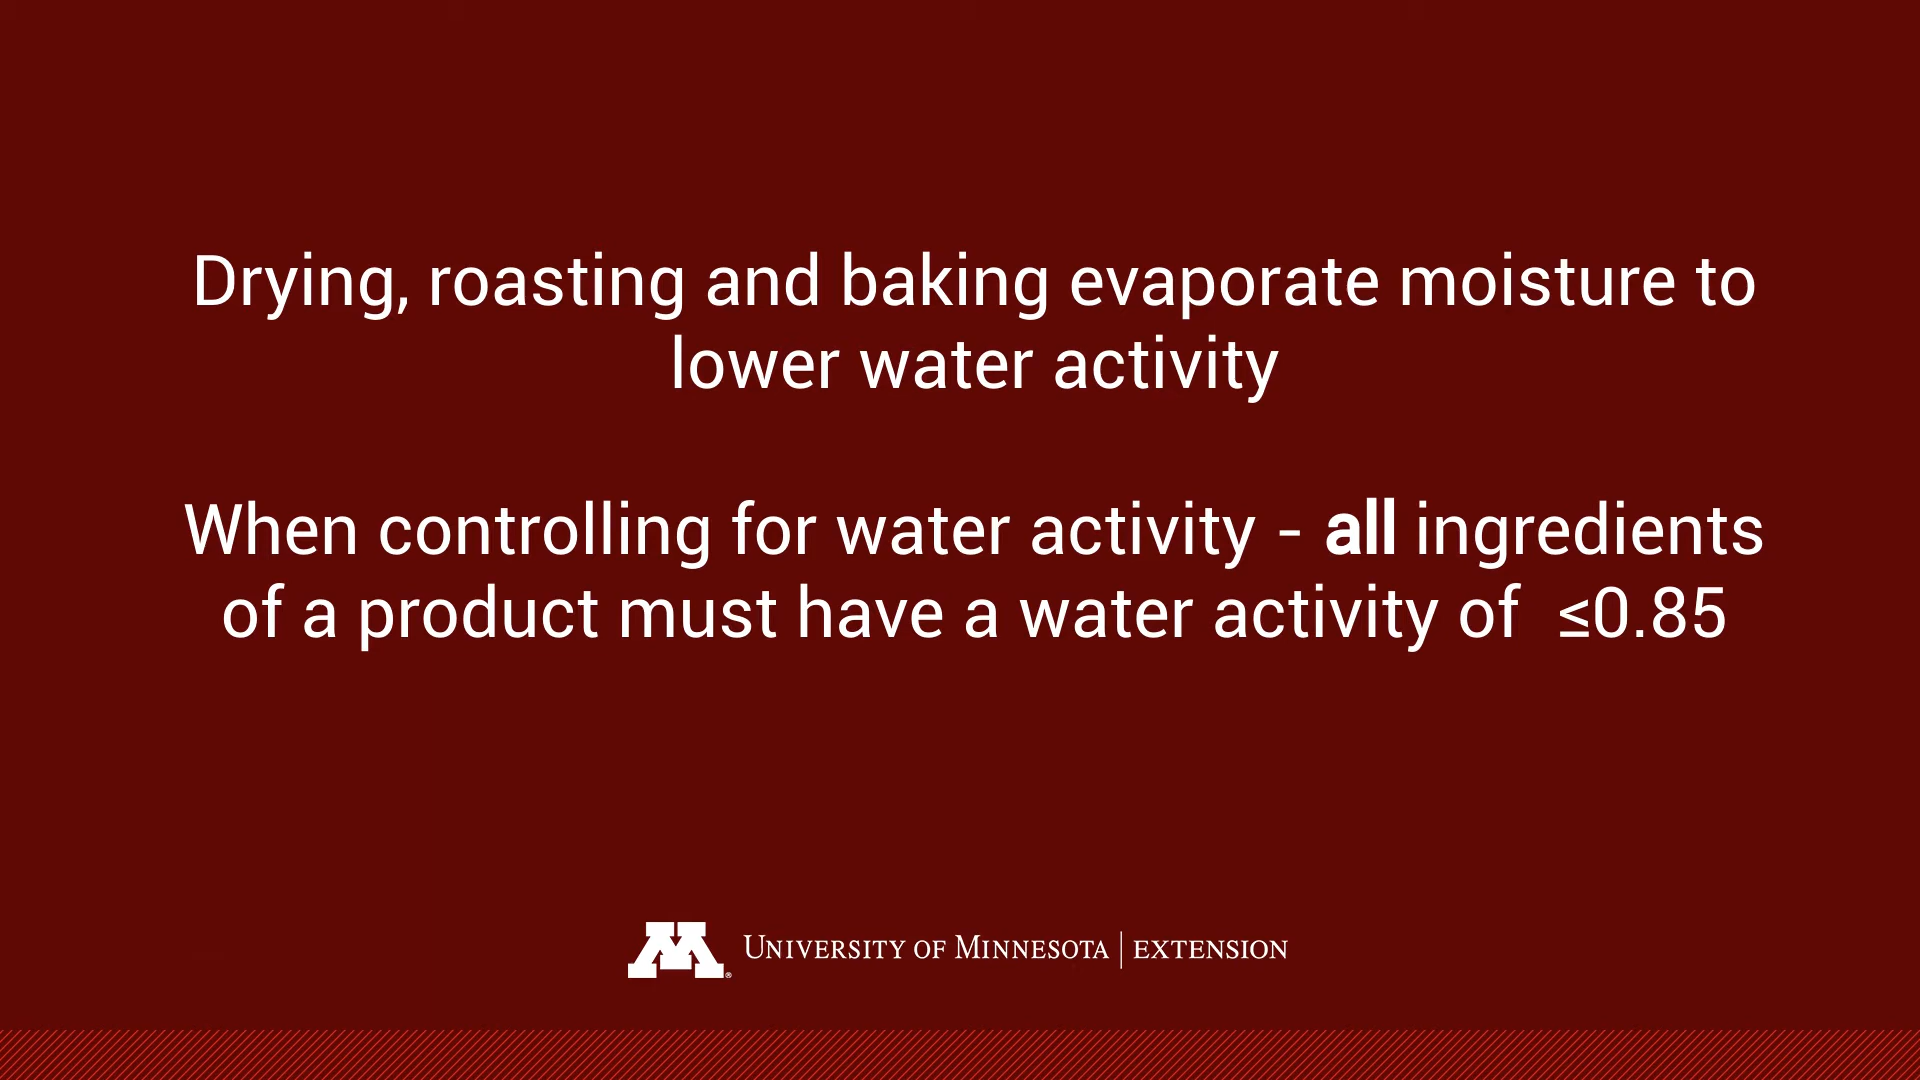 Drying, roasting and baking evaporate moisture to
lower water activity
When controlling for water activity - all ingredients
of a product must have a water activity of  ≤0.85
M® University of Minnesota | EXTENSION